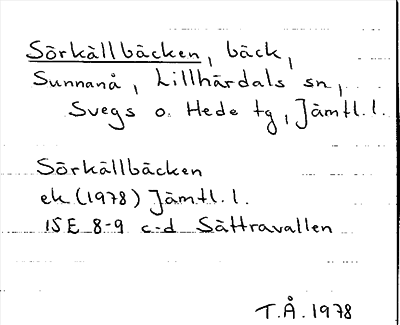 Sörkällbäcken, bäck,
Sunnanå, Lillhärdals sn,
Svegs o. Hede tg, Jämtl. l.
Sörkällbäcken
ek (1978) Jämtl. l.
15E 8-9 c-d Sättravallen
T.Å. 1978